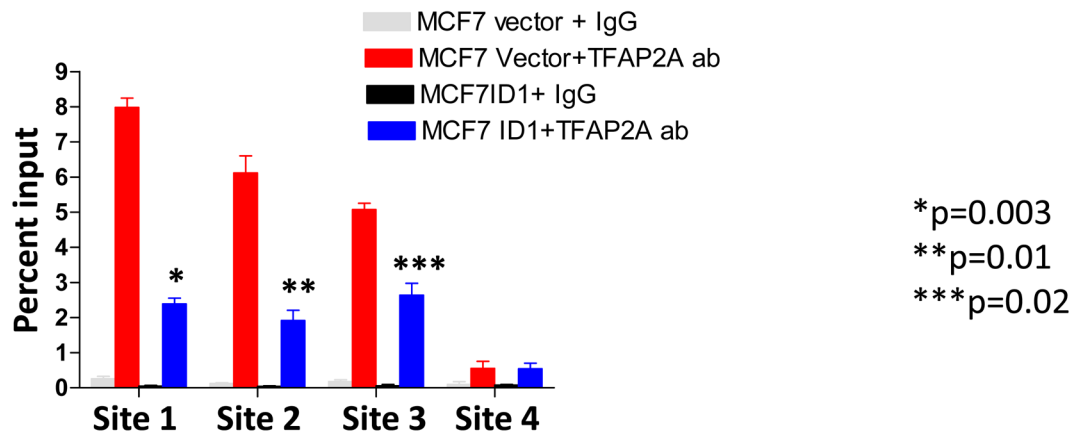 MCF7 vector + IgG
MCF7 Vector+TFAP2A ab
MCF7ID1+ IgG
MCF7 ID1+TFAP2A ab
Percent input
9
8
7
6
5
4
3
2
1
0
*
**
***
Site 1 Site 2 Site 3 Site 4
*p=0.003
**p=0.01
***p=0.02